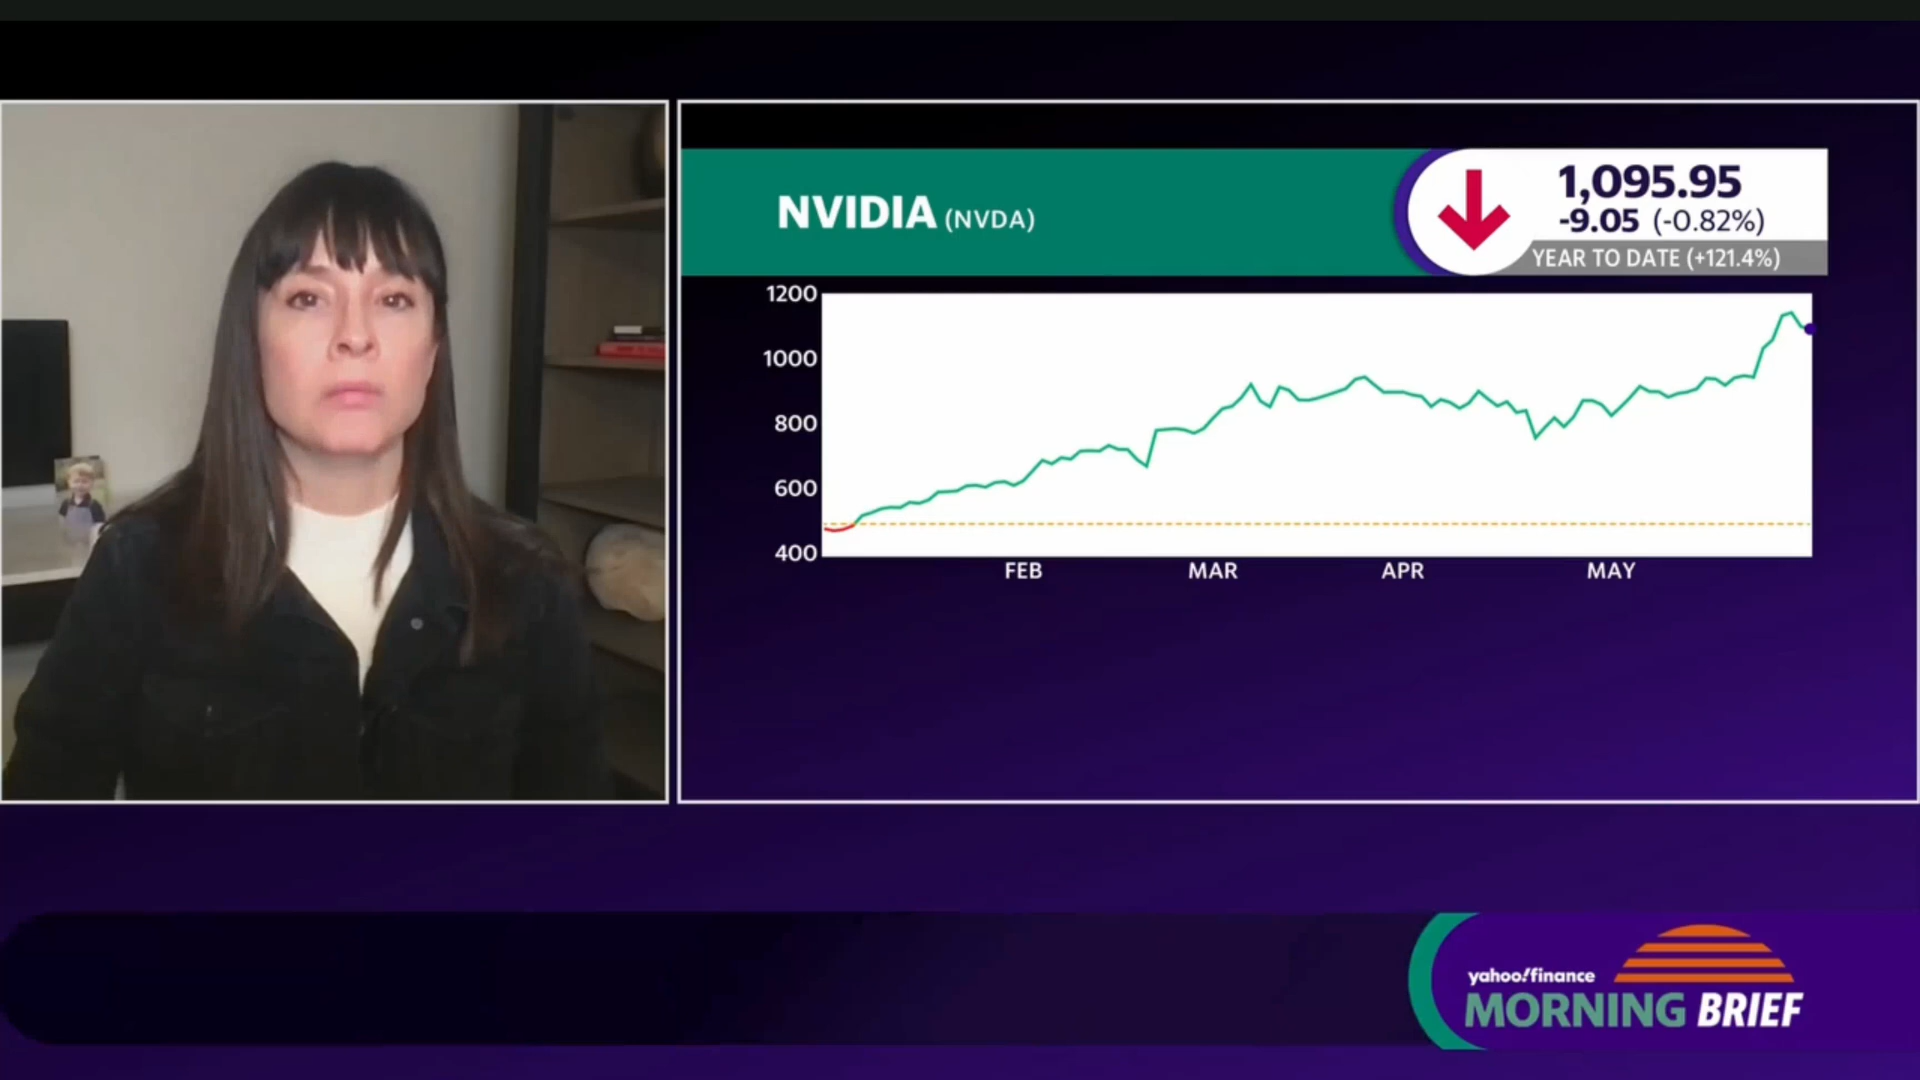 NVIDIA (NVDA)
1,095.95
-9.05 (-0.82%)
YEAR TO DATE (+121.4%)
1200
1000
800
600
400
FEB MAR APR MAY
yahoo!finance
MORNING BRIEF